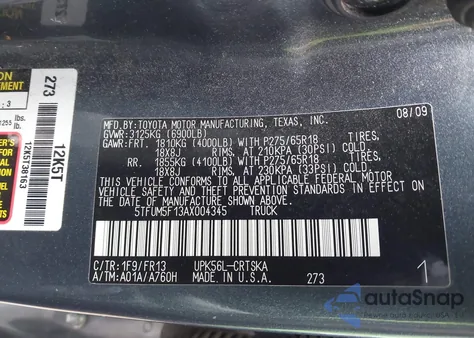 MFD.BY:TOYOTA MOTOR MANUFACTURING, TEXAS, INC.
08/09
GVWR:3125KG (6900LB)
GAWR:FRT. 1810KG (4000LB) WITH P275/65R18 TIRES,
18X8J RIMS, AT 210KPA (30PSI) COLD.
RR. 1855KG (4100LB) WITH P275/65R18 TIRES,
18X8J RIMS, AT 230KPA (33PSI) COLD.
THIS VEHICLE CONFORMS TO ALL APPLICABLE FEDERAL MOTOR
VEHICLE SAFETY AND THEFT PREVENTION STANDARDS IN EFFECT
ON THE DATE OF MANUFACTURE SHOWN ABOVE.
5TFUM5F13AX004345 TRUCK
C/TR:1F9/FR13 UPK56L-CRTSKA
A/TM:A01A/A760H MADE IN U.S.A. 273
1
273
12K5T
12K5T38163
: 3
lbs.
lb.
AutoSnap